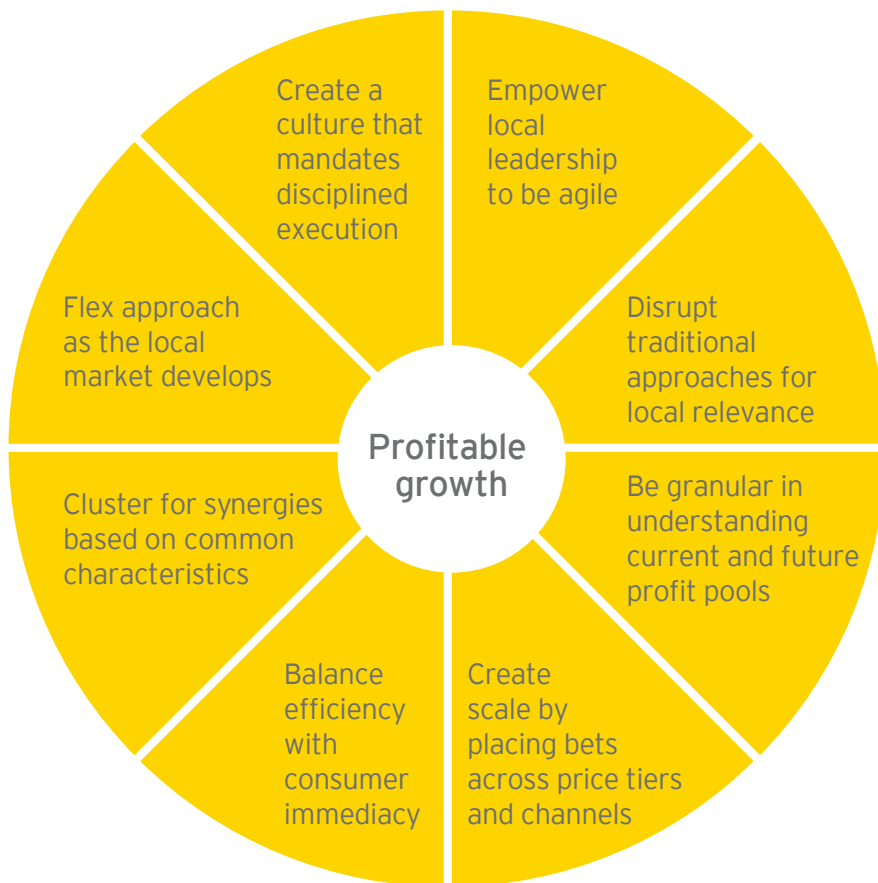 Create a
culture that
mandates
disciplined
execution
Empower
local
leadership
to be agile
Disrupt
traditional
approaches for
local relevance
Be granular in
understanding
current and future
profit pools
Create
scale by
placing bets
across price tiers
and channels
Balance
efficiency
with
consumer
immediacy
Cluster for synergies
based on common
characteristics
Flex approach
as the local
market develops
Profitable
growth